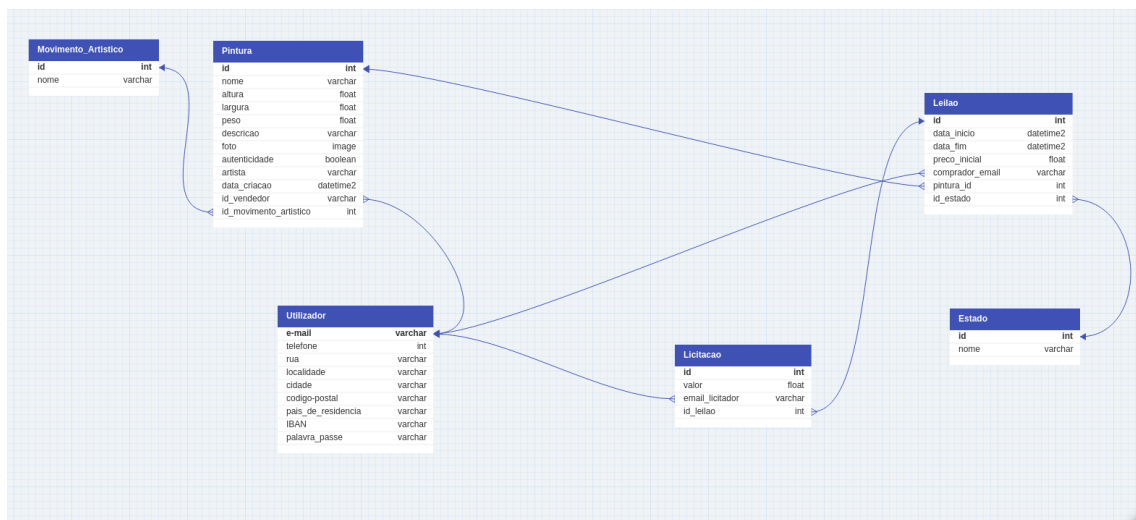 Movimento_Artistico
id int
nome varchar
Pintura
id int
nome varchar
altura float
largura float
peso float
descricao varchar
foto image
autenticidade boolean
artista varchar
data_criacao datetime2
id_vendedor varchar
id_movimento_artistico int
Leilao
id int
data_inicio datetime2
data_fim datetime2
preco_inicial float
comprador_email varchar
pintura_id int
id_estado int
Utilizador
e-mail varchar
telefone int
rua varchar
localidade varchar
cidade varchar
codigo-postal varchar
pais_de_residencia varchar
IBAN varchar
palavra_passe varchar
Licitacao
id int
valor float
email_licitador varchar
id_leilao int
Estado
id int
nome varchar